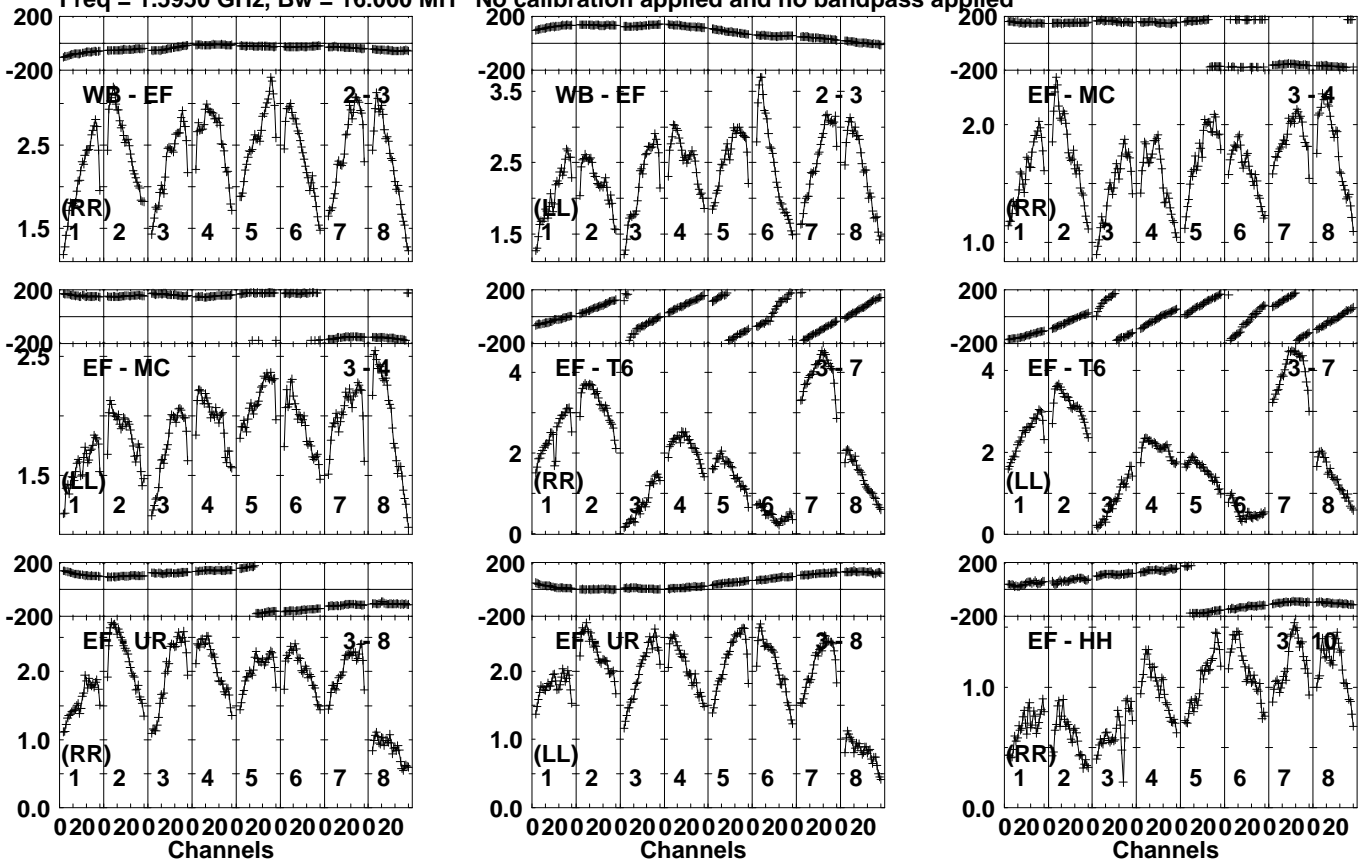 Freq = 1.5950 GHz, Bw = 16.000 MH No calibration applied and no bandpass applied
200 200 200
-200 -200 -200
WB - EF 2 - 3 WB - EF 2 - 3 EF - MC 3 - 4
3.5
2.5 2.5 2.0
(RR) (LL) (RR)
1.5 1.5 1.0
1 2 3 4 5 6 7 8 1 2 3 4 5 6 7 8 1 2 3 4 5 6 7 8
200 200 200
-200 -200 -200
2.5
EF - MC 3 - 4 EF - T6 3 - 7 EF - T6 3 - 7
4 4
1.5 2 2
(LL) (RR) (LL)
1 2 3 4 5 6 7 8 1 2 3 4 5 6 7 8 1 2 3 4 5 6 7 8
0 0
200 200 200
-200 -200 -200
EF - UR 3 - 8 EF - UR 3 - 8 EF - HH 3 - 10
2.0 2.0 1.0
1.0 1.0
(RR) (LL) (RR)
1 2 3 4 5 6 7 8 1 2 3 4 5 6 7 8 1 2 3 4 5 6 7 8
0.0 0.0 0.0
0 20 0 20 0 20 0 20 0 20 0 20 0 20 0 20 0 20 0 20 0 20 0 20 0 20 0 20 0 20 0 20 0 20 0 20 0 20 0 20 0 20 0 20 0 20 0 20
Channels Channels Channels